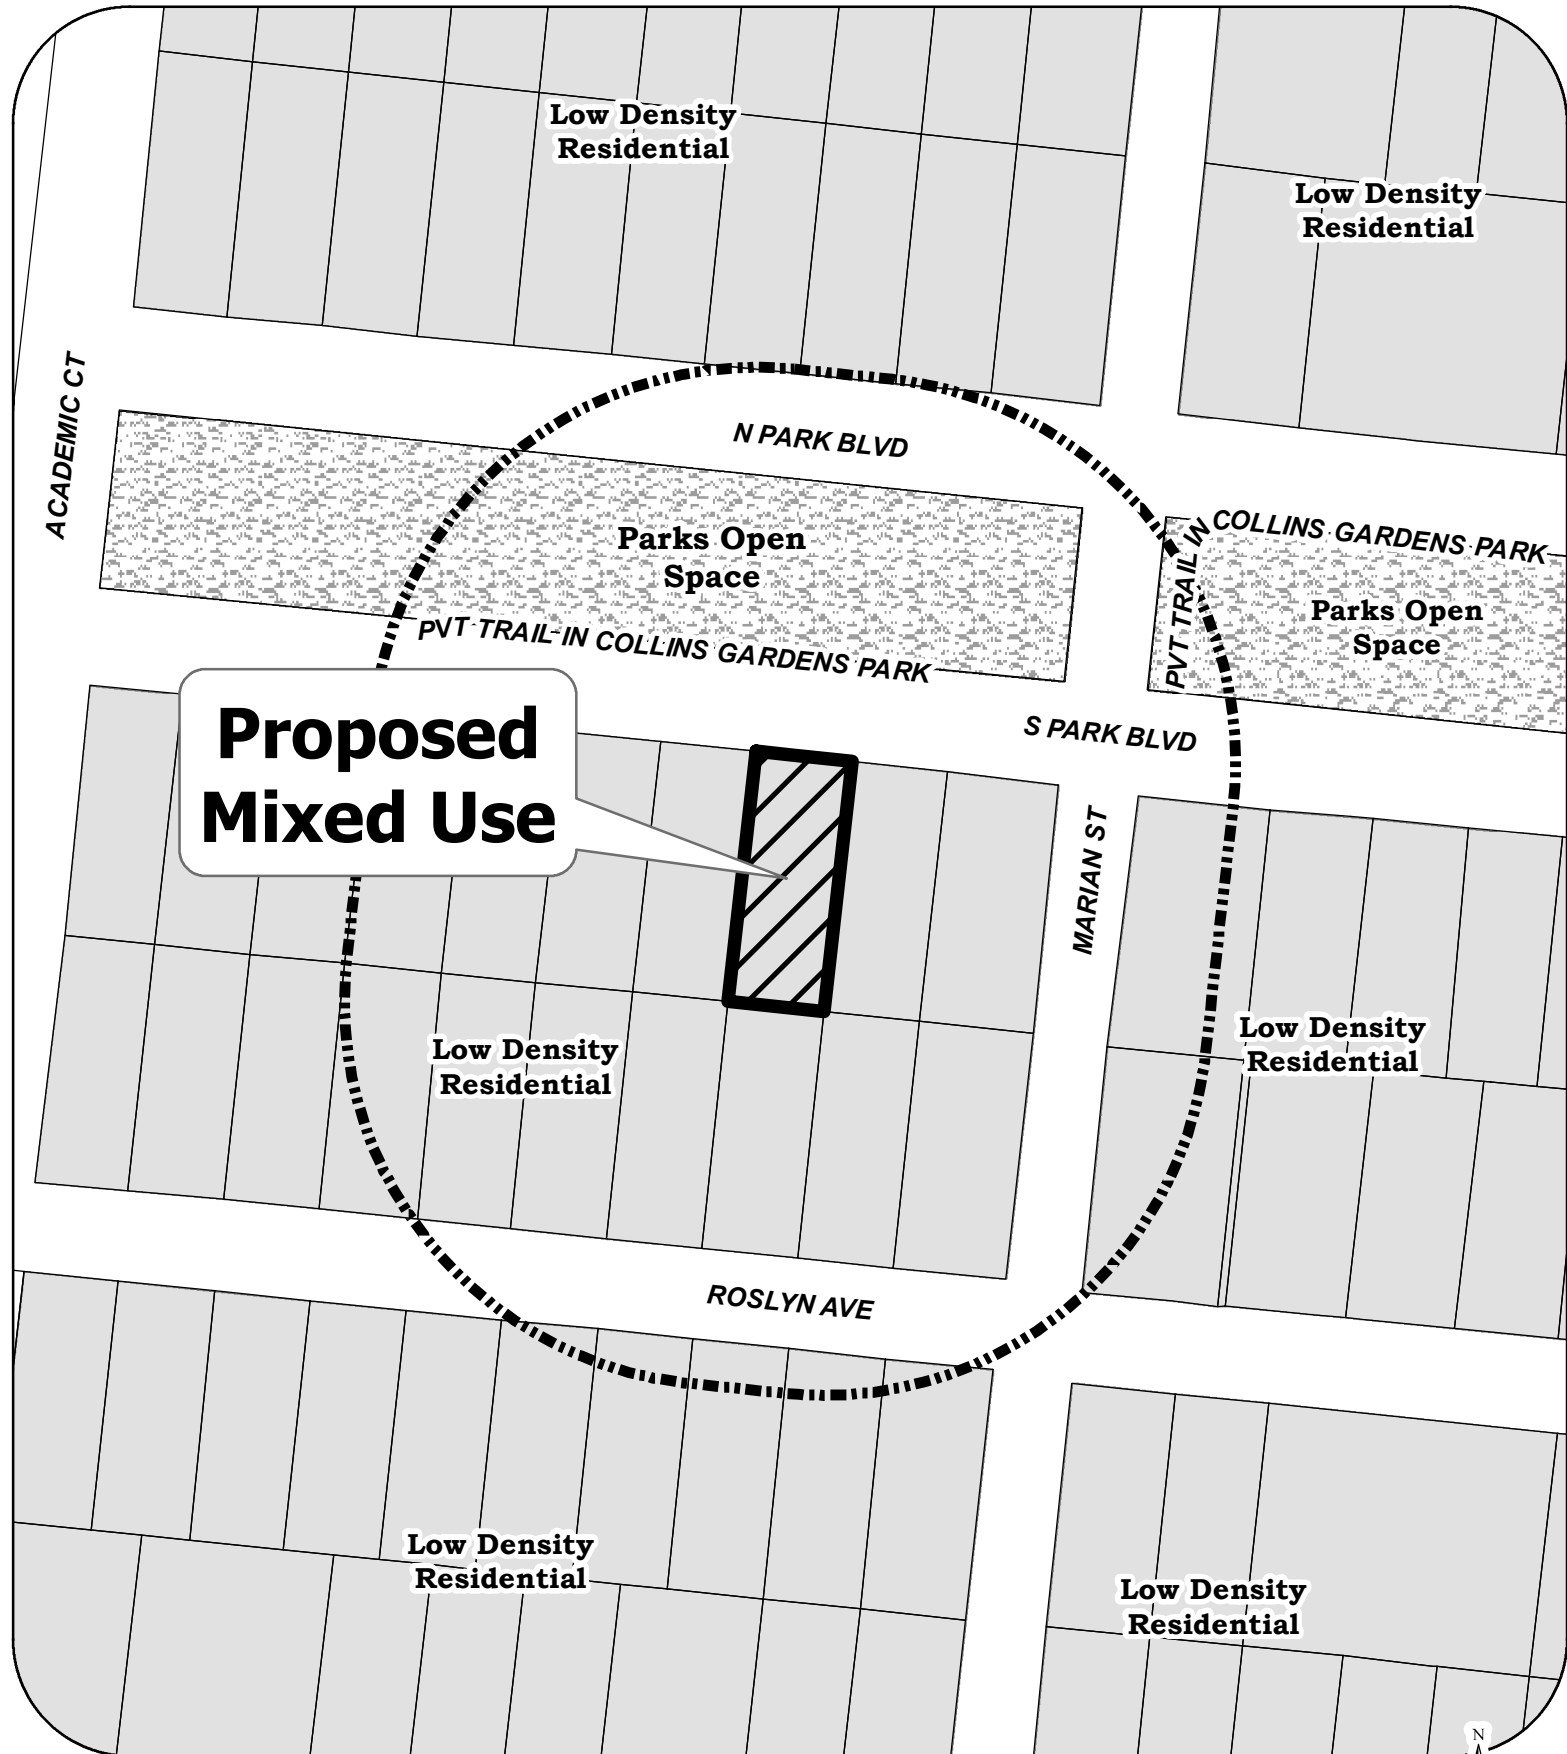 Low Density
Residential
Low Density
Residential
ACADEMIC CT
N PARK BLVD
COLLINS GARDENS PARK
PVT TRAIL IN
Parks Open
Space
Parks Open
Space
PVT TRAIL IN COLLINS GARDENS PARK
S PARK BLVD
Proposed
Mixed Use
MARIAN ST
Low Density
Residential
Low Density
Residential
ROSLYN AVE
Low Density
Residential
Low Density
Residential
N